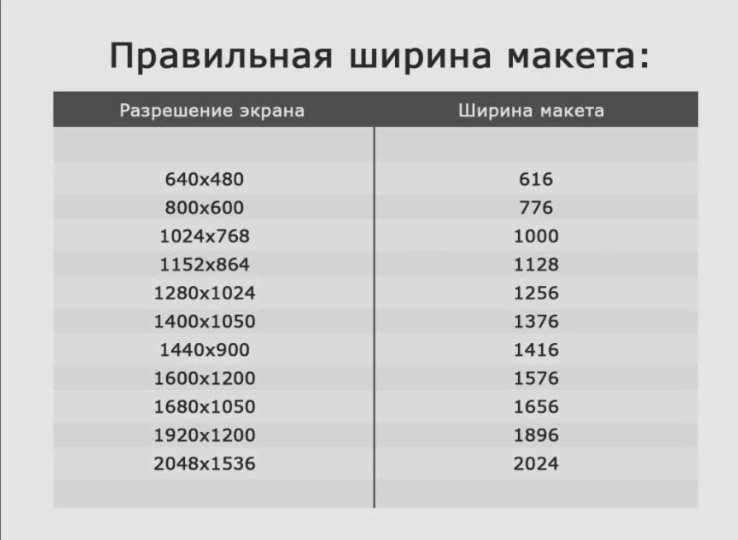 Правильная ширина макета:
Разрешение экрана Ширина макета
640x480 616
800x600 776
1024x768 1000
1152x864 1128
1280x1024 1256
1400x1050 1376
1440x900 1416
1600x1200 1576
1680x1050 1656
1920x1200 1896
2048x1536 2024